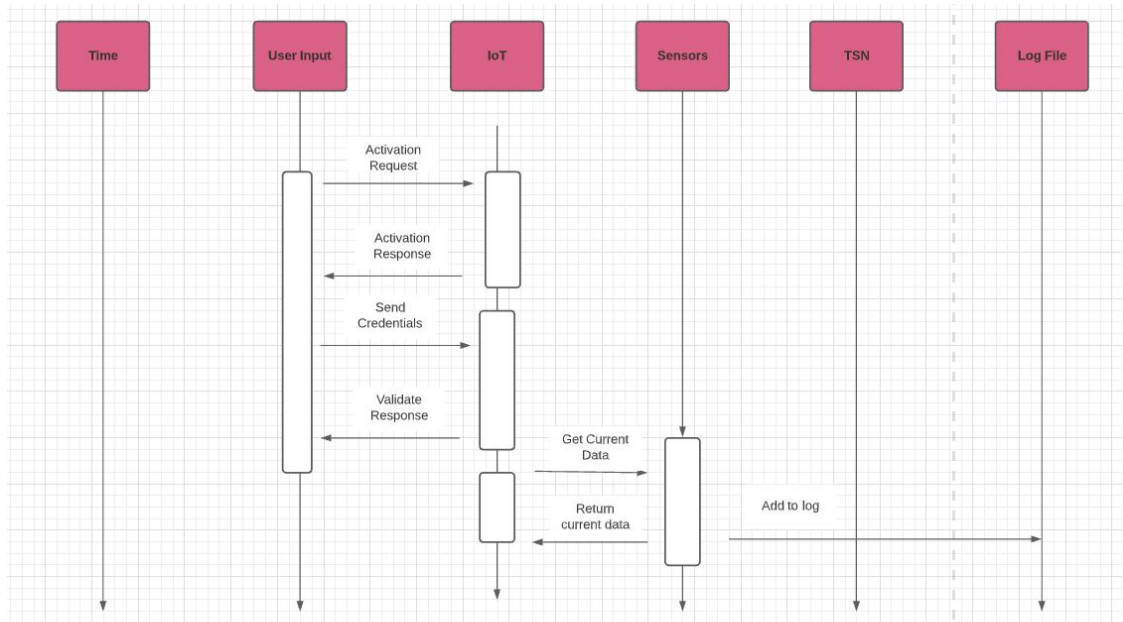 Time
User Input
IoT
Sensors
TSN
Log File
Activation
Request
Activation
Response
Send
Credentials
Validate
Response
Get Current
Data
Return
current data
Add to log